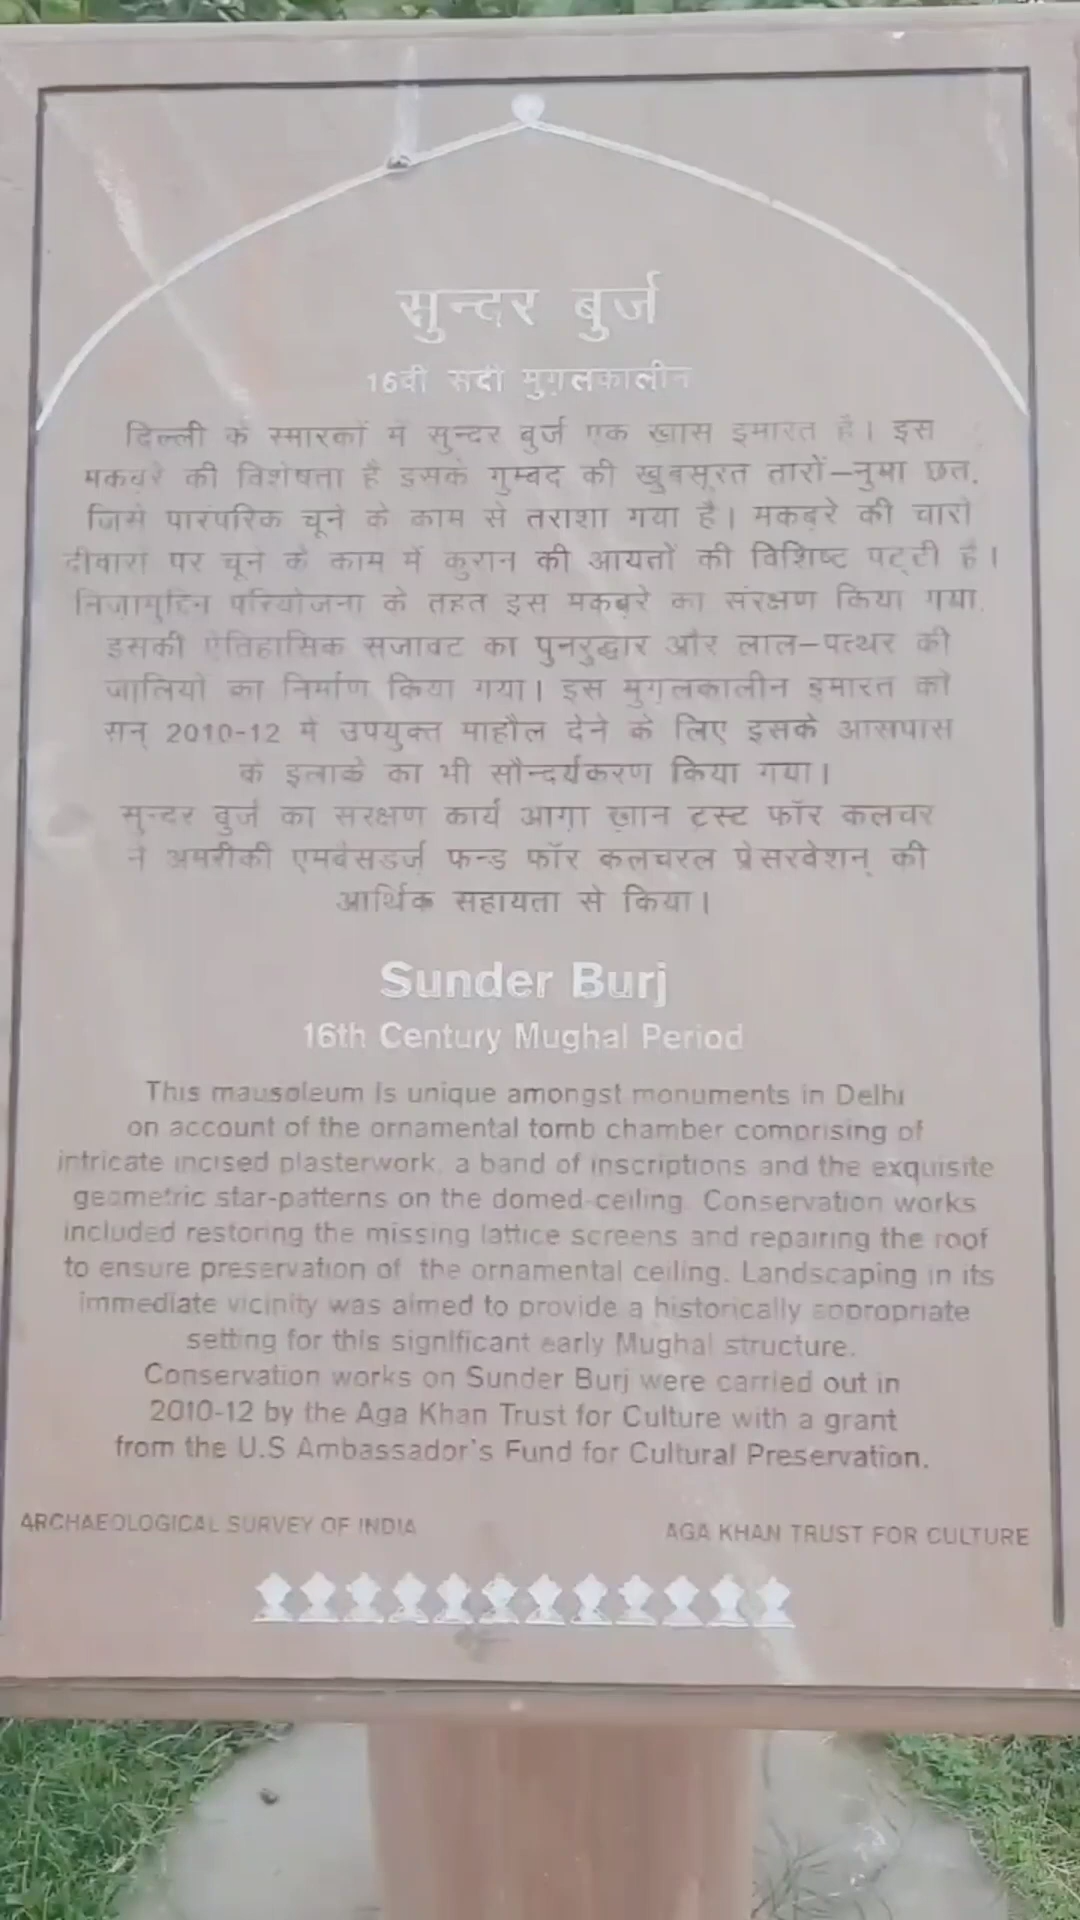 सुन्दर बुर्ज
16वी सदी मुग़लकालीन
दिल्ली के स्मारकों में सुन्दर बुर्ज एक ख़ास इमारत है। इस
मकबरे की विशेषता है इसके गुम्बद की खुबसूरत तारों–नुमा छत,
जिसे पारंपरिक चूने के काम से तराशा गया है। मकबरे की चारों
दीवारों पर चूने के काम में कुरान की आयतों की विशिष्ट पट्टी है।
निज़ामुद्दिन परियोजना के तहत इस मकबरे का संरक्षण किया गया,
इसकी ऐतिहासिक सजावट का पुनरुद्धार और लाल–पत्थर की
जालियों का निर्माण किया गया। इस मुग़लकालीन इमारत को
सन् 2010-12 में उपयुक्त माहौल देने के लिए इसके आसपास
के इलाके का भी सौन्दर्यकरण किया गया।
सुन्दर बुर्ज का संरक्षण कार्य आग़ा ख़ान ट्रस्ट फॉर कलचर
ने अमरीकी एमबेसडर्ज़ फन्ड फॉर कलचरल प्रेसरवेशन् की
आर्थिक सहायता से किया।
Sunder Burj
16th Century Mughal Period
This mausoleum is unique amongst monuments in Delhi
on account of the ornamental tomb chamber comprising of
intricate incised plasterwork, a band of inscriptions and the exquisite
geometric star-patterns on the domed-ceiling. Conservation works
included restoring the missing lattice screens and repairing the roof
to ensure preservation of the ornamental ceiling. Landscaping in its
immediate vicinity was aimed to provide a historically appropriate
setting for this significant early Mughal structure.
Conservation works on Sunder Burj were carried out in
2010-12 by the Aga Khan Trust for Culture with a grant
from the U.S Ambassador's Fund for Cultural Preservation.
ARCHAEOLOGICAL SURVEY OF INDIA
AGA KHAN TRUST FOR CULTURE